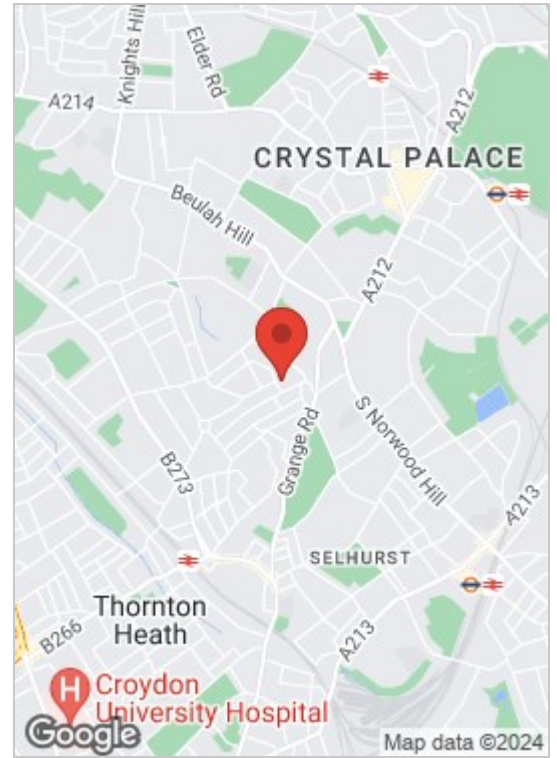 Knights Hill
Elder Rd
A214
A212
CRYSTAL PALACE
Beulah Hill
A212
Grange Rd
S Norwood Hill
B273
A213
SELHURST
Thornton
Heath
B266
A213
H
Croydon
University Hospital
Google
Map data ©2024